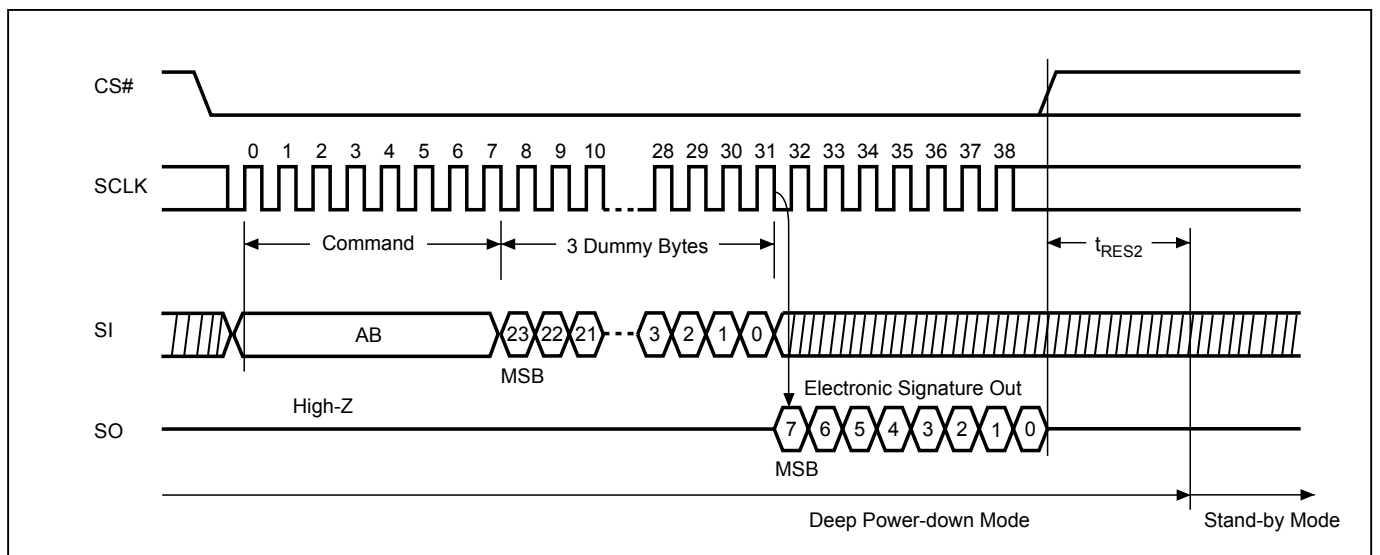 CS#
0 1 2 3 4 5 6 7 8 9 10 28 29 30 31 32 33 34 35 36 37 38
SCLK
Command 3 Dummy Bytes tRES2
SI AB 23 22 21 3 2 1 0
MSB
High-Z Electronic Signature Out
SO 7 6 5 4 3 2 1 0
MSB
Deep Power-down Mode Stand-by Mode